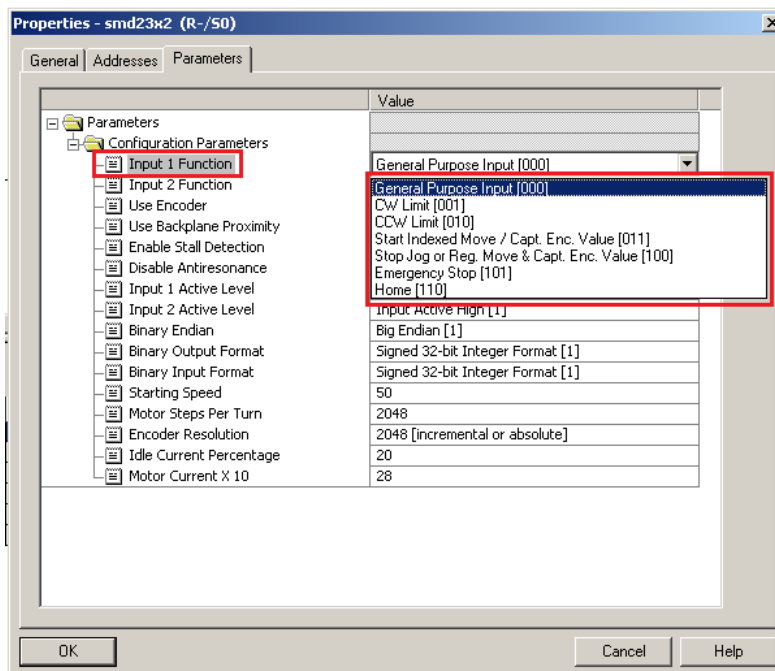 Properties - smd23x2 (R-/S0)
General Addresses Parameters
Value
Parameters
Configuration Parameters
Input 1 Function General Purpose Input [000]
Input 2 Function General Purpose Input [000]
Use Encoder CW Limit [001]
Use Backplane Proximity CCW Limit [010]
Enable Stall Detection Start Indexed Move / Capt. Enc. Value [011]
Disable Antiresonance Stop Jog or Reg. Move & Capt. Enc. Value [100]
Input 1 Active Level Emergency Stop [101]
Home [110]
Input 2 Active Level Input Active High [1]
Binary Endian Big Endian [1]
Binary Output Format Signed 32-bit Integer Format [1]
Binary Input Format Signed 32-bit Integer Format [1]
Starting Speed 50
Motor Steps Per Turn 2048
Encoder Resolution 2048 [incremental or absolute]
Idle Current Percentage 20
Motor Current X 10 28
OK Cancel Help